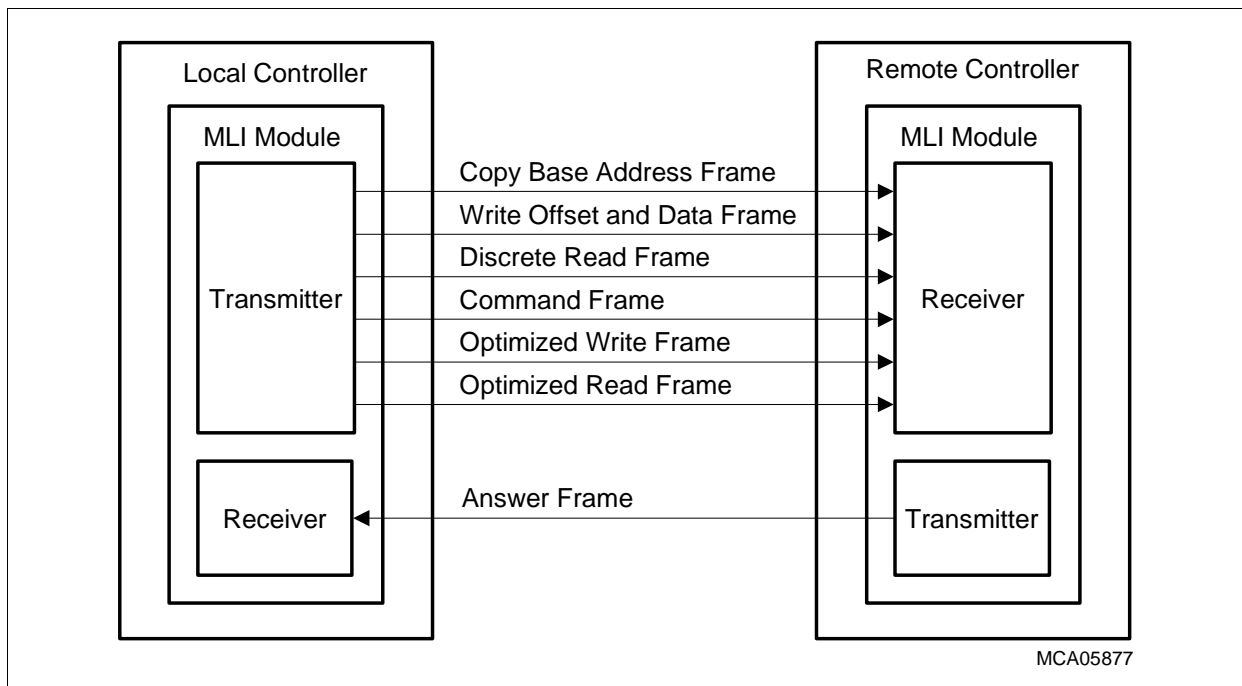 Local Controller
Remote Controller
MLI Module
MLI Module
Copy Base Address Frame
Write Offset and Data Frame
Discrete Read Frame
Transmitter
Command Frame
Receiver
Optimized Write Frame
Optimized Read Frame
Receiver
Answer Frame
Transmitter
MCA05877